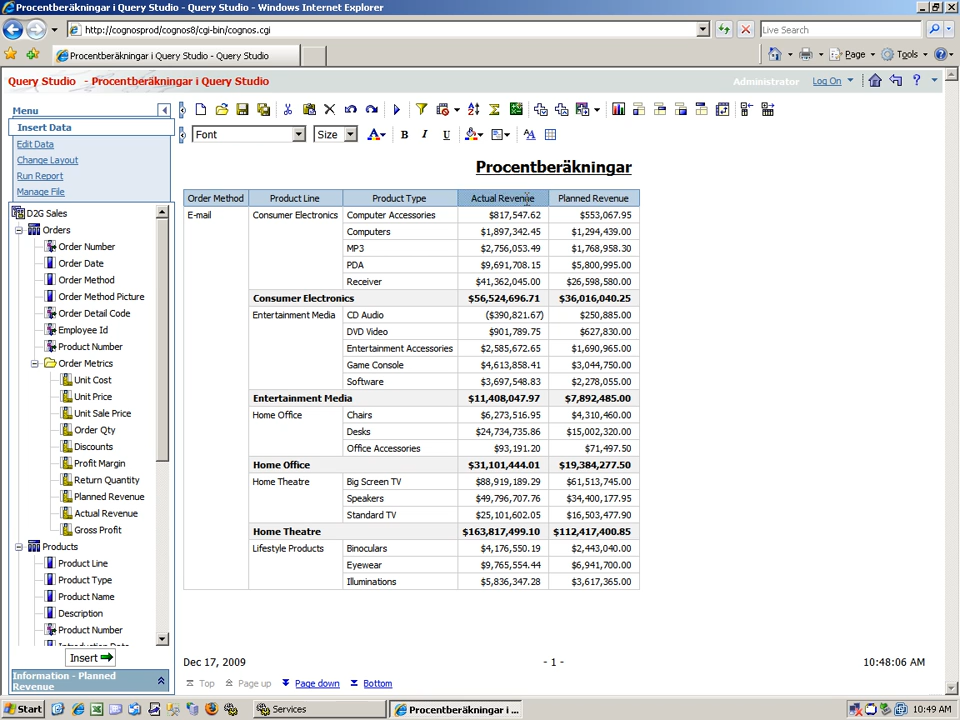 Procentberäkningar i Query Studio - Query Studio - Windows Internet Explorer
http://cognosprod/cognos8/cgi-bin/cognos.cgi
Live Search
Procentberäkningar i Query Studio - Query Studio
Page
Tools
Query Studio - Procentberäkningar i Query Studio
Administrator
Log On
Menu
Insert Data
Edit Data
Change Layout
Run Report
Manage File
Font
Size
D2G Sales
Orders
Order Number
Order Date
Order Method
Order Method Picture
Order Detail Code
Employee Id
Product Number
Order Metrics
Unit Cost
Unit Price
Unit Sale Price
Order Qty
Discounts
Profit Margin
Return Quantity
Planned Revenue
Actual Revenue
Gross Profit
Products
Product Line
Product Type
Product Name
Description
Product Number
Insert
Information - Planned Revenue
Procentberäkningar
Order Method Product Line Product Type Actual Revenue Planned Revenue
E-mail Consumer Electronics Computer Accessories $817,547.62 $553,067.95
Computers $1,897,342.45 $1,294,439.00
MP3 $2,756,053.49 $1,768,958.30
PDA $9,691,708.15 $5,800,995.00
Receiver $41,362,045.00 $26,598,580.00
Consumer Electronics $56,524,696.71 $36,016,040.25
Entertainment Media CD Audio ($390,821.67) $250,885.00
DVD Video $901,789.75 $627,830.00
Entertainment Accessories $2,585,672.65 $1,690,965.00
Game Console $4,613,858.41 $3,044,750.00
Software $3,697,548.83 $2,278,055.00
Entertainment Media $11,408,047.97 $7,892,485.00
Home Office Chairs $6,273,516.95 $4,310,460.00
Desks $24,734,735.86 $15,002,320.00
Office Accessories $93,191.20 $71,497.50
Home Office $31,101,444.01 $19,384,277.50
Home Theatre Big Screen TV $88,919,189.29 $61,513,745.00
Speakers $49,796,707.76 $34,400,177.95
Standard TV $25,101,602.05 $16,503,477.90
Home Theatre $163,817,499.10 $112,417,400.85
Lifestyle Products Binoculars $4,176,550.19 $2,443,040.00
Eyewear $9,765,554.44 $6,941,700.00
Illuminations $5,836,347.28 $3,617,365.00
Dec 17, 2009 - 1 - 10:48:06 AM
Top Page up Page down Bottom
Start
Services
Procentberäkningar i ...
10:49 AM